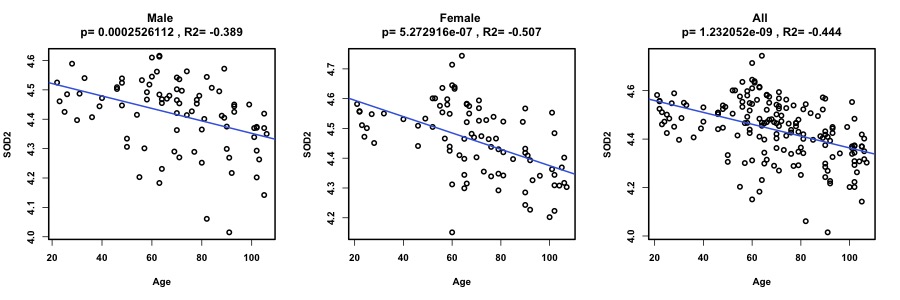 Male
p= 0.0002526112 , R2= -0.389
4.6
4.5
4.4
4.3
4.2
4.1
4.0
SOD2
20 40 60 80 100
Age
Female
p= 5.272916e-07 , R2= -0.507
4.7
4.6
4.5
4.4
4.3
4.2
SOD2
20 40 60 80 100
Age
All
p= 1.232052e-09 , R2= -0.444
4.6
4.4
4.2
4.0
SOD2
20 40 60 80 100
Age